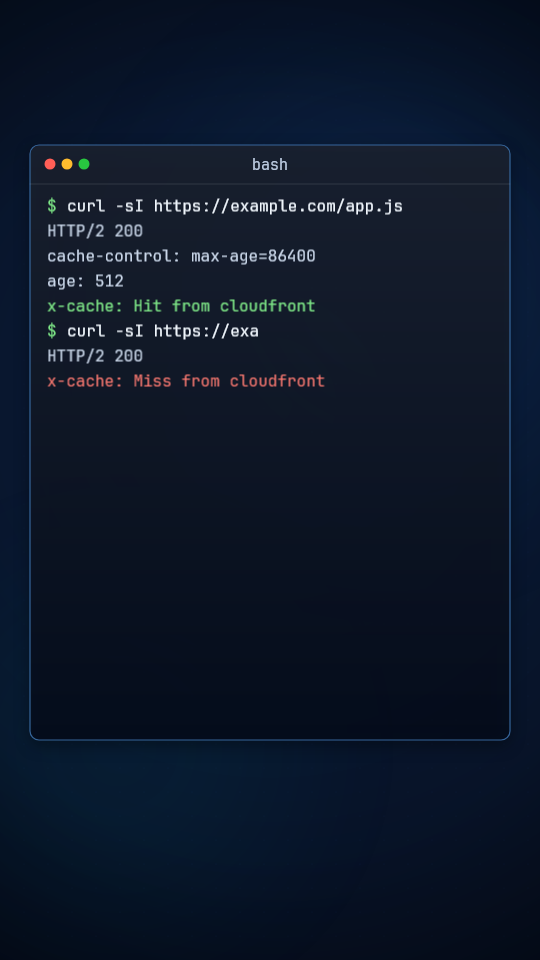 bash
$ curl -sI https://example.com/app.js
HTTP/2 200
cache-control: max-age=86400
age: 512
x-cache: Hit from cloudfront
$ curl -sI https://exa
HTTP/2 200
x-cache: Miss from cloudfront